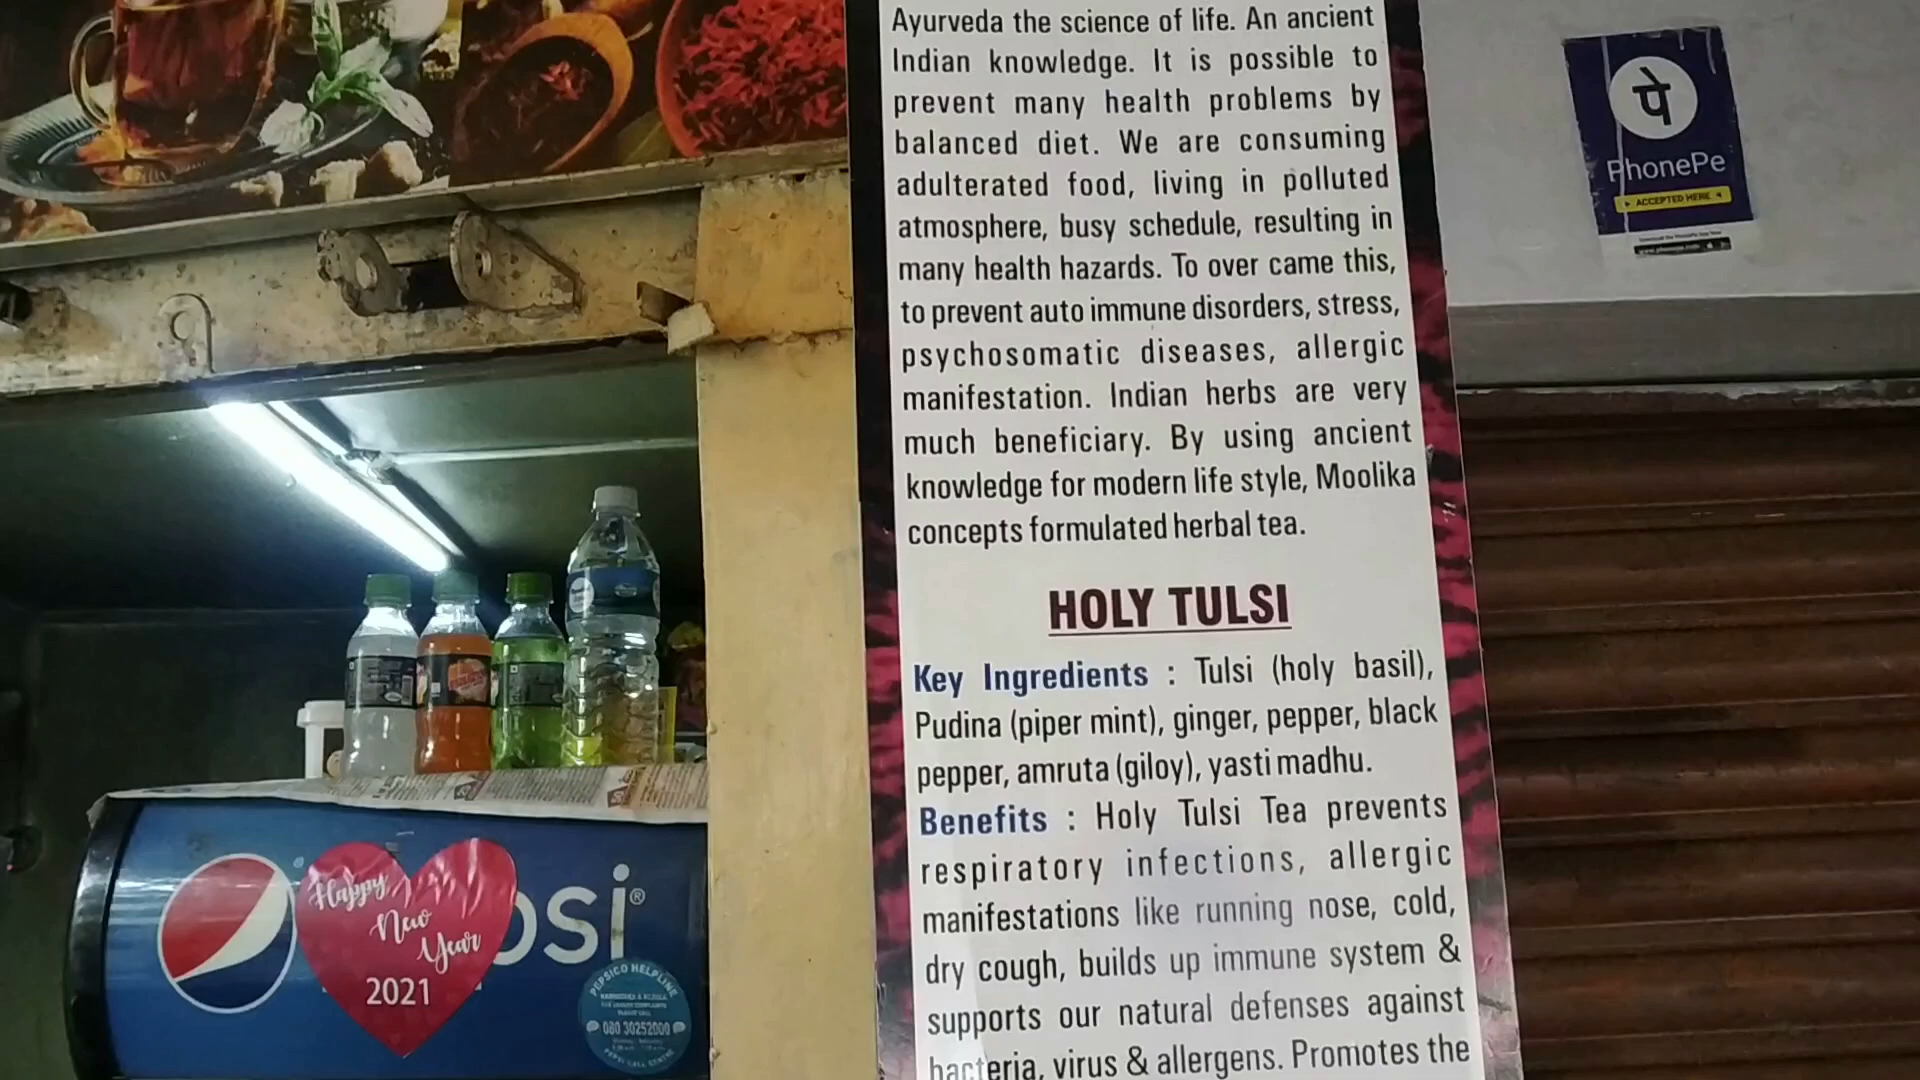 Ayurveda the science of life. An ancient
Indian knowledge. It is possible to
prevent many health problems by
balanced diet. We are consuming
adulterated food, living in polluted
atmosphere, busy schedule, resulting in
many health hazards. To over came this,
to prevent auto immune disorders, stress,
psychosomatic diseases, allergic
manifestation. Indian herbs are very
much beneficiary. By using ancient
knowledge for modern life style, Moolika
concepts formulated herbal tea.
HOLY TULSI
Key Ingredients : Tulsi (holy basil),
Pudina (piper mint), ginger, pepper, black
pepper, amruta (giloy), yasti madhu.
Benefits : Holy Tulsi Tea prevents
respiratory infections, allergic
manifestations like running nose, cold,
dry cough, builds up immune system &
supports our natural defenses against
bacteria, virus & allergens. Promotes the
पे
PhonePe
ACCEPTED HERE
Happy
New
Year
2021
psi®
PEPSICO HELPLINE
080 30252000
PEPSI CALL CENTRE